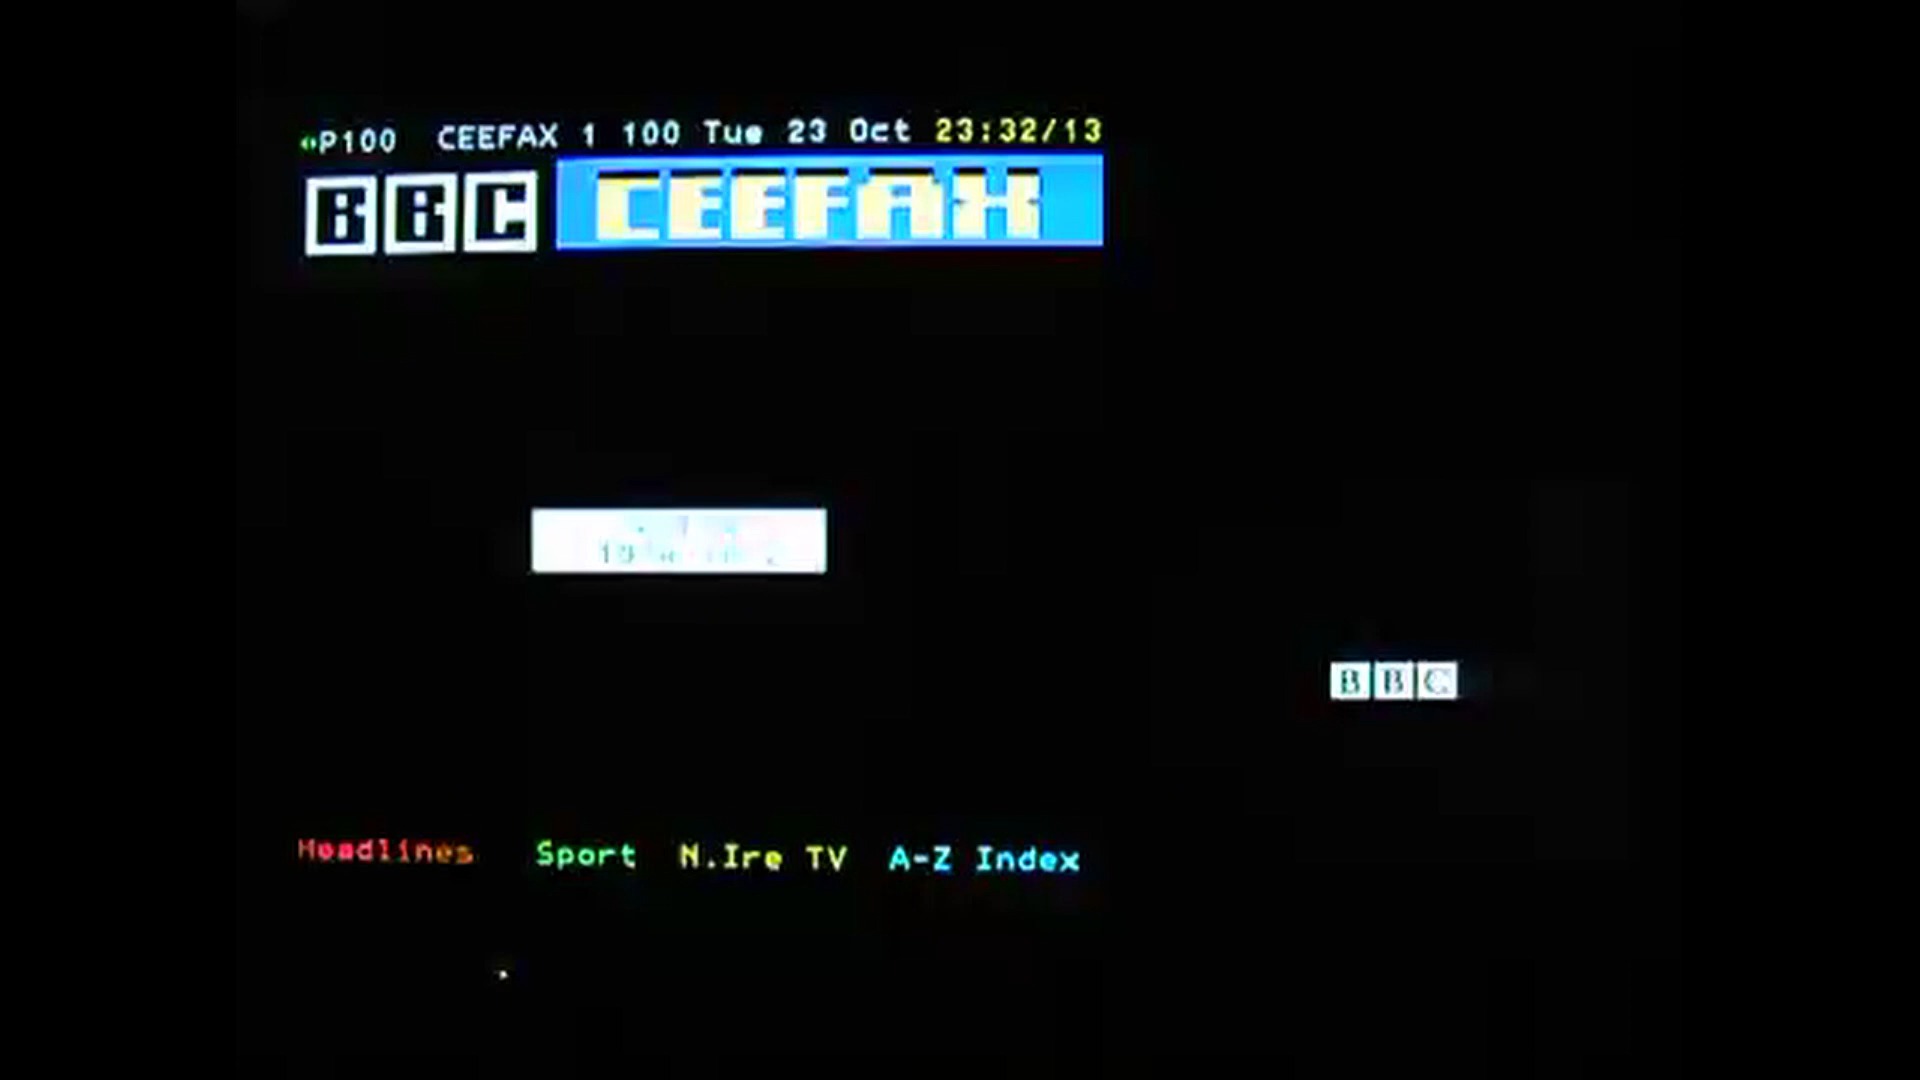 P100 CEEFAX 1 100 Tue 23 Oct 23:32/13
BBC CEEFAX
BBC
Headlines Sport N.Ire TV A-Z Index